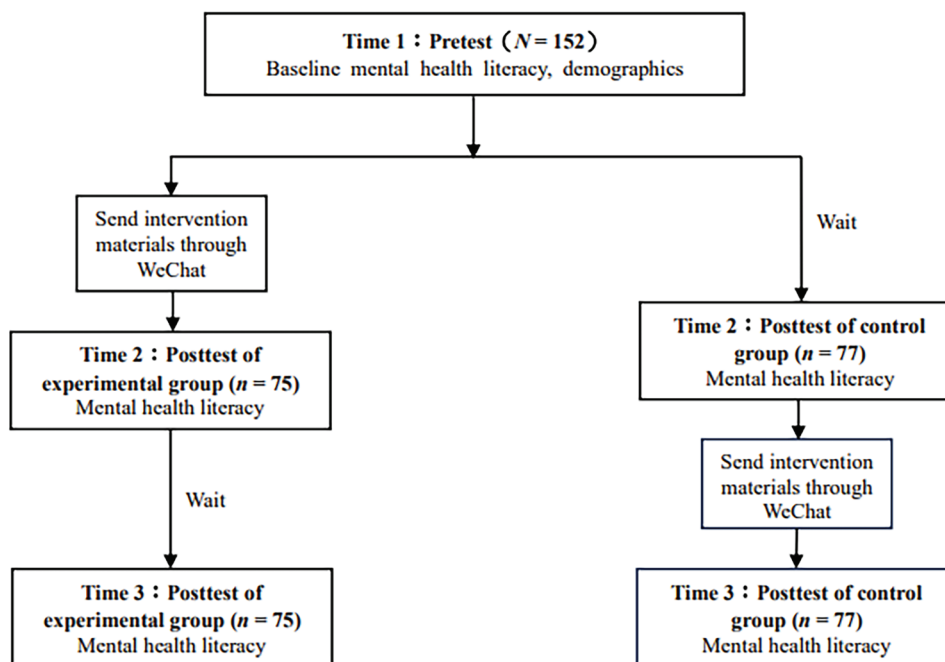 Time 1：Pretest（N = 152）
Baseline mental health literacy, demographics
Send intervention
materials through
WeChat
Wait
Time 2：Posttest of
experimental group (n = 75)
Mental health literacy
Time 2：Posttest of control
group (n = 77)
Mental health literacy
Wait
Send intervention
materials through
WeChat
Time 3：Posttest of
experimental group (n = 75)
Mental health literacy
Time 3：Posttest of control
group (n = 77)
Mental health literacy